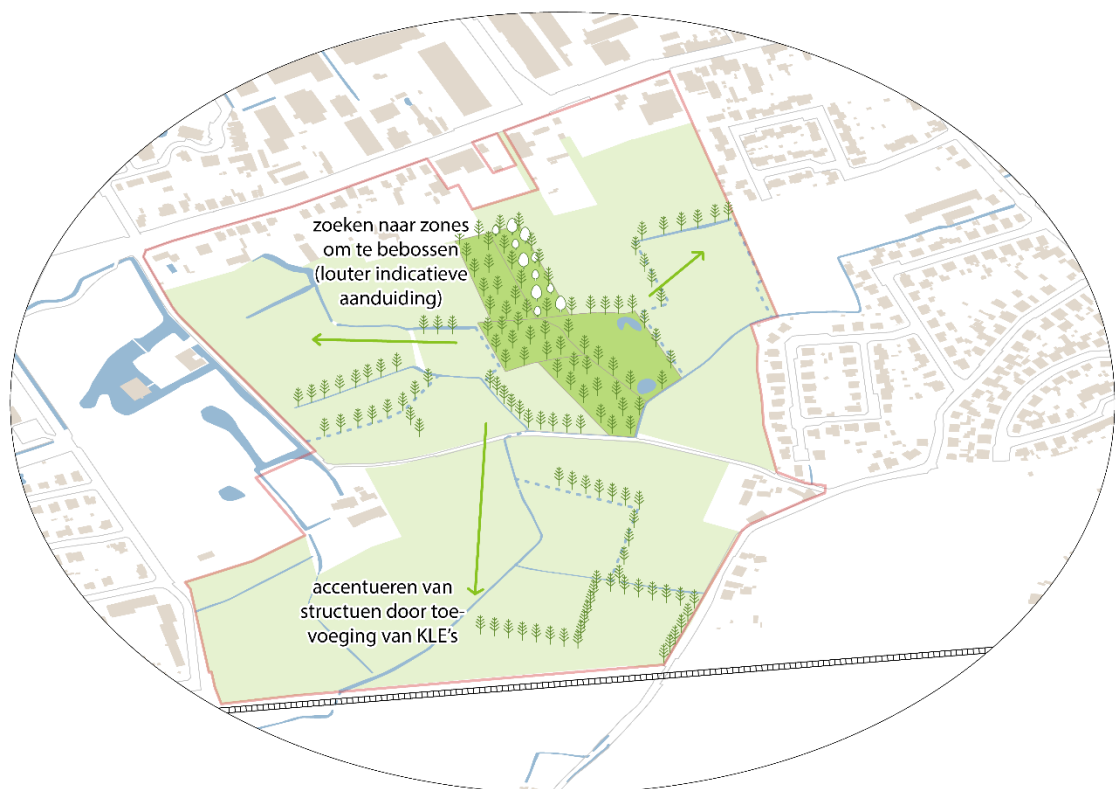 zoeken naar zones
om te bebossen
(louter indicatieve
aanduiding)
accentueren van
structuen door toe-
voeging van KLE's